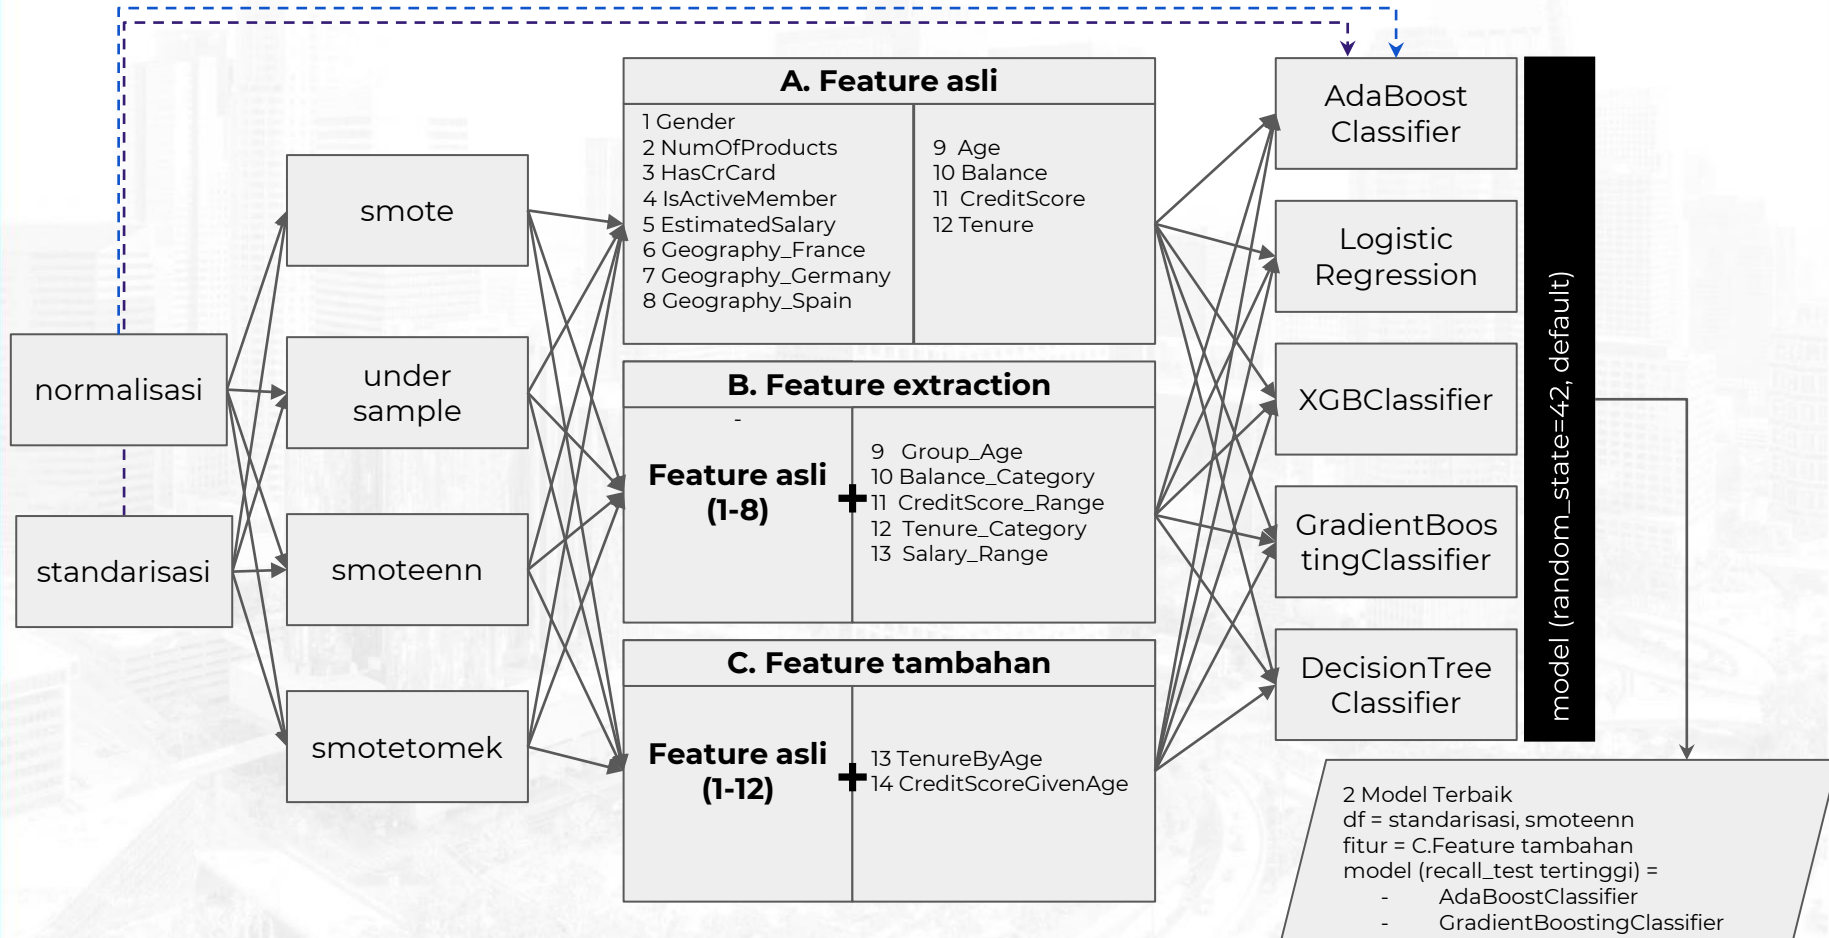 normalisasi
standarisasi
smote
under
sample
smoteenn
smotetomek
A. Feature asli
1 Gender
2 NumOfProducts
3 HasCrCard
4 IsActiveMember
5 EstimatedSalary
6 Geography_France
7 Geography_Germany
8 Geography_Spain
9 Age
10 Balance
11 CreditScore
12 Tenure
B. Feature extraction
-
Feature asli
(1-8)
+
9 Group_Age
10 Balance_Category
11 CreditScore_Range
12 Tenure_Category
13 Salary_Range
C. Feature tambahan
Feature asli
(1-12)
+
13 TenureByAge
14 CreditScoreGivenAge
AdaBoost
Classifier
Logistic
Regression
XGBClassifier
GradientBoos
tingClassifier
DecisionTree
Classifier
model (random_state=42, default)
2 Model Terbaik
df = standarisasi, smoteenn
fitur = C.Feature tambahan
model (recall_test tertinggi) =
- AdaBoostClassifier
- GradientBoostingClassifier